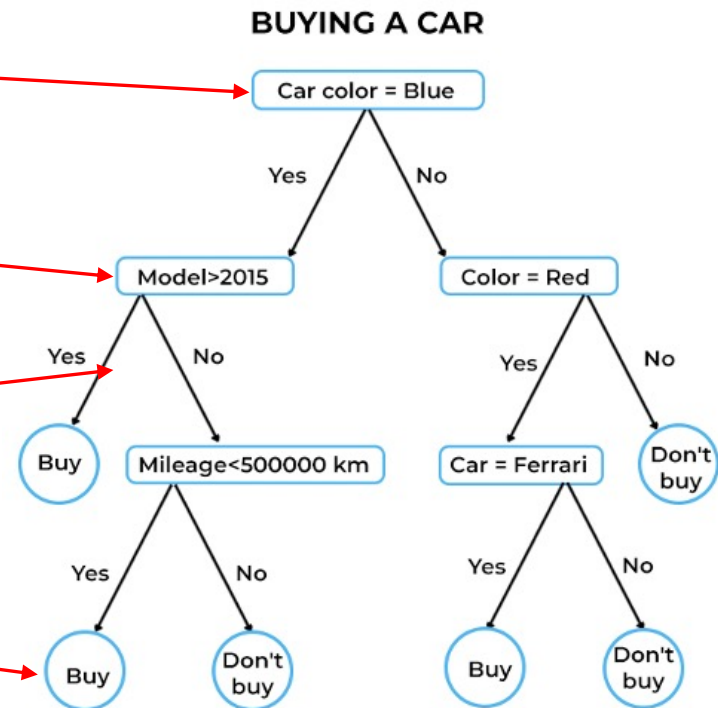 BUYING A CAR
Car color = Blue
Yes
No
Model>2015
Color = Red
Yes
No
Yes
No
Buy
Mileage<500000 km
Car = Ferrari
Don't
buy
Yes
No
Yes
No
Buy
Don't
buy
Buy
Don't
buy